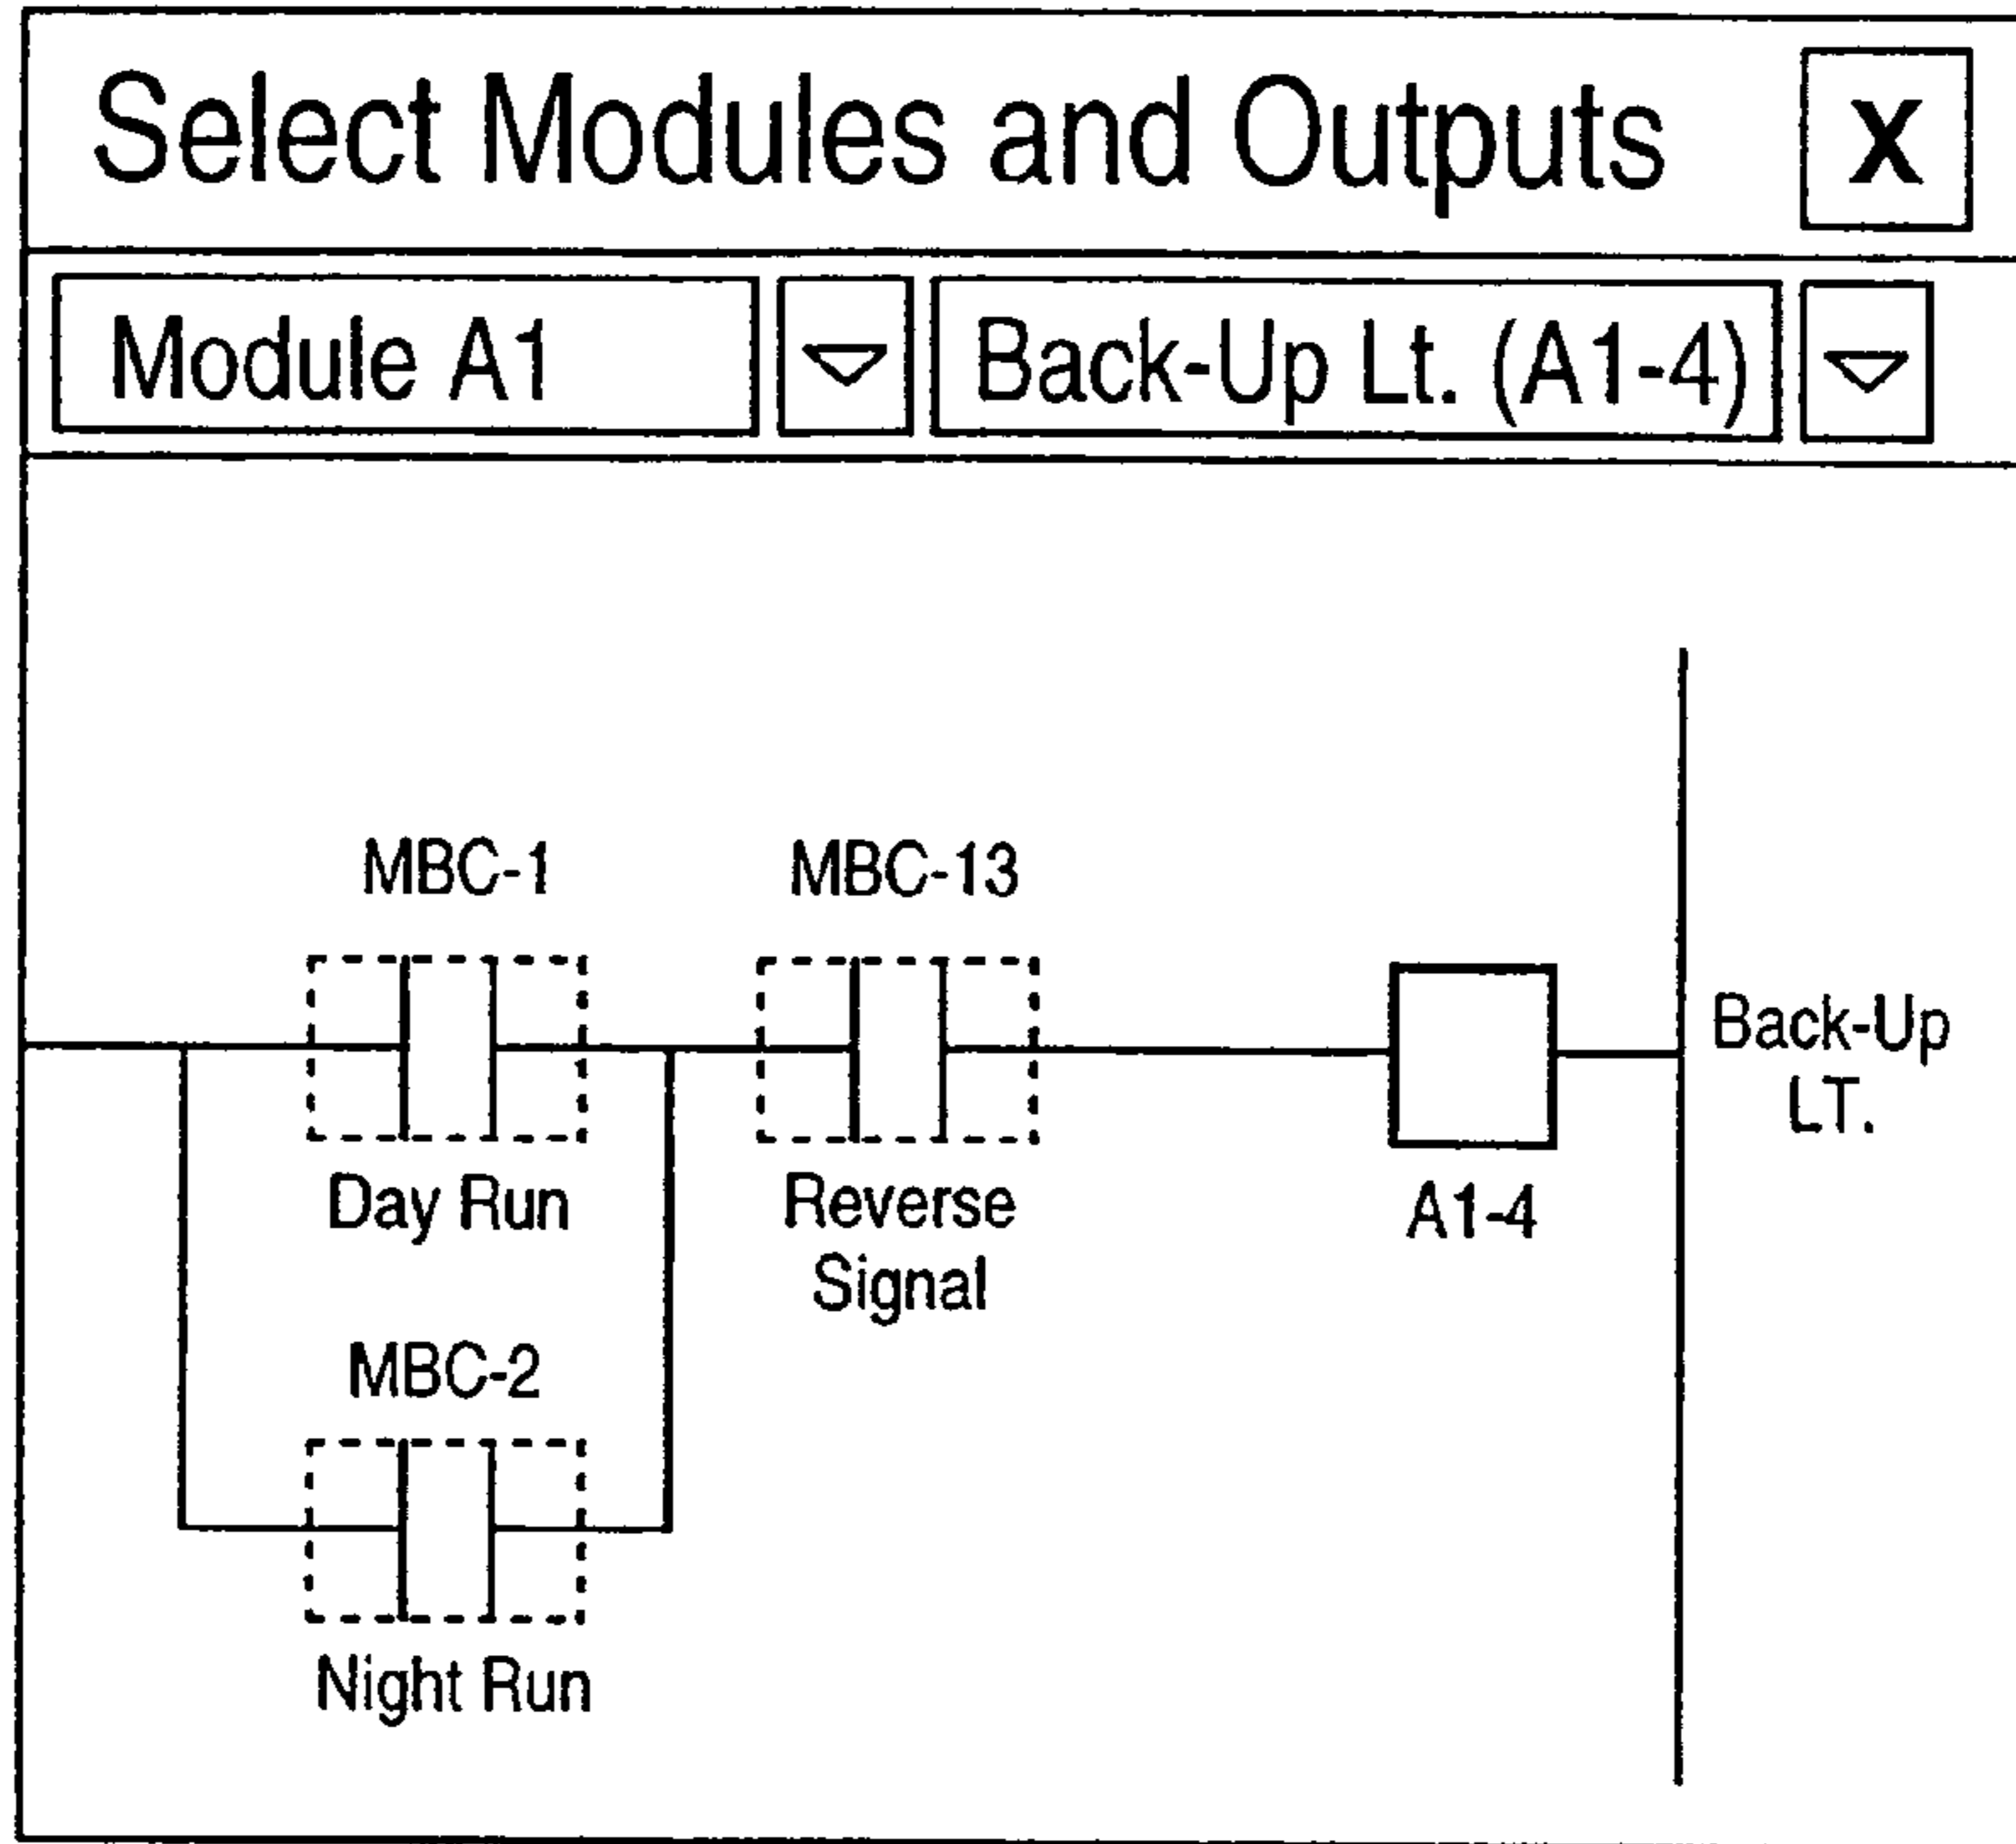 Select Modules and Outputs X
Module A1 Back-Up Lt. (A1-4)
MBC-1 MBC-13
Back-Up
LT.
Day Run Reverse
Signal
A1-4
MBC-2
Night Run